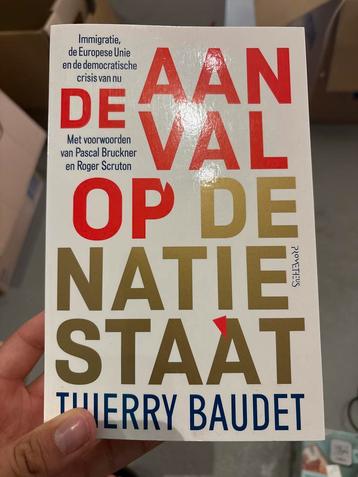 Immigratie,
de Europese Unie
en de democratische
crisis van nu
DE AAN
VAL
Met voorwoorden
van Pascal Bruckner
en Roger Scruton
OP DE
NATIE
STAAT
PROMETHEUS
THIERRY BAUDET